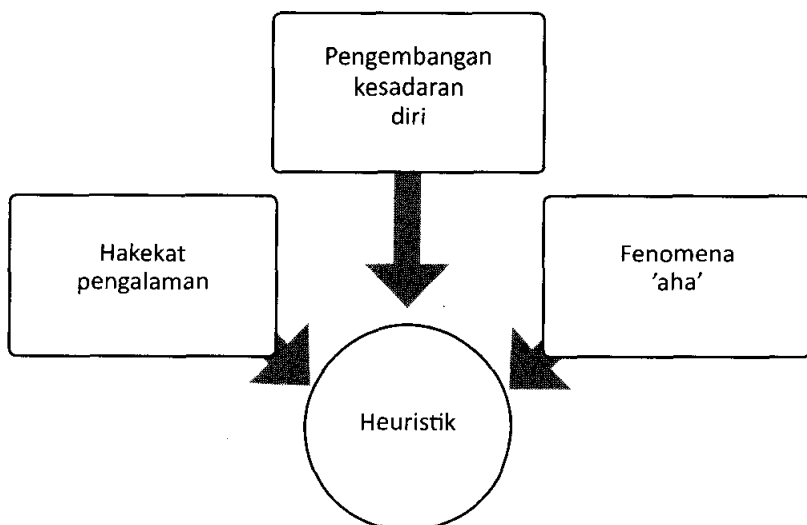 Pengembangan
kesadaran
diri
Hakekat
pengalaman
Fenomena
'aha'
Heuristik